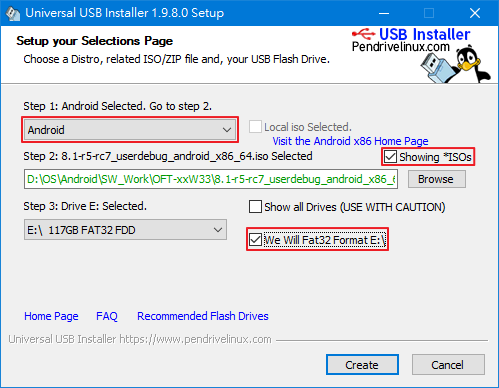 Universal USB Installer 1.9.8.0 Setup
Setup your Selections Page
Choose a Distro, related ISO/ZIP file and, your USB Flash Drive.
USB Installer
Pendrivelinux.com
Step 1: Android Selected. Go to step 2.
Android
Local iso Selected.
Visit the Android x86 Home Page
Step 2: 8.1-r5-rc7_userdebug_android_x86_64.iso Selected
Showing *ISOs
D:\OS\Android\SW_Work\OFT-xxW33\8.1-r5-rc7_userdebug_android_x86_6
Browse
Step 3: Drive E:\ Selected.
Show all Drives (USE WITH CAUTION)
E:\ 117GB FAT32 FDD
We Will Fat32 Format E:\
Home Page FAQ Recommended Flash Drives
Universal USB Installer https://www.pendrivelinux.com
Create Cancel